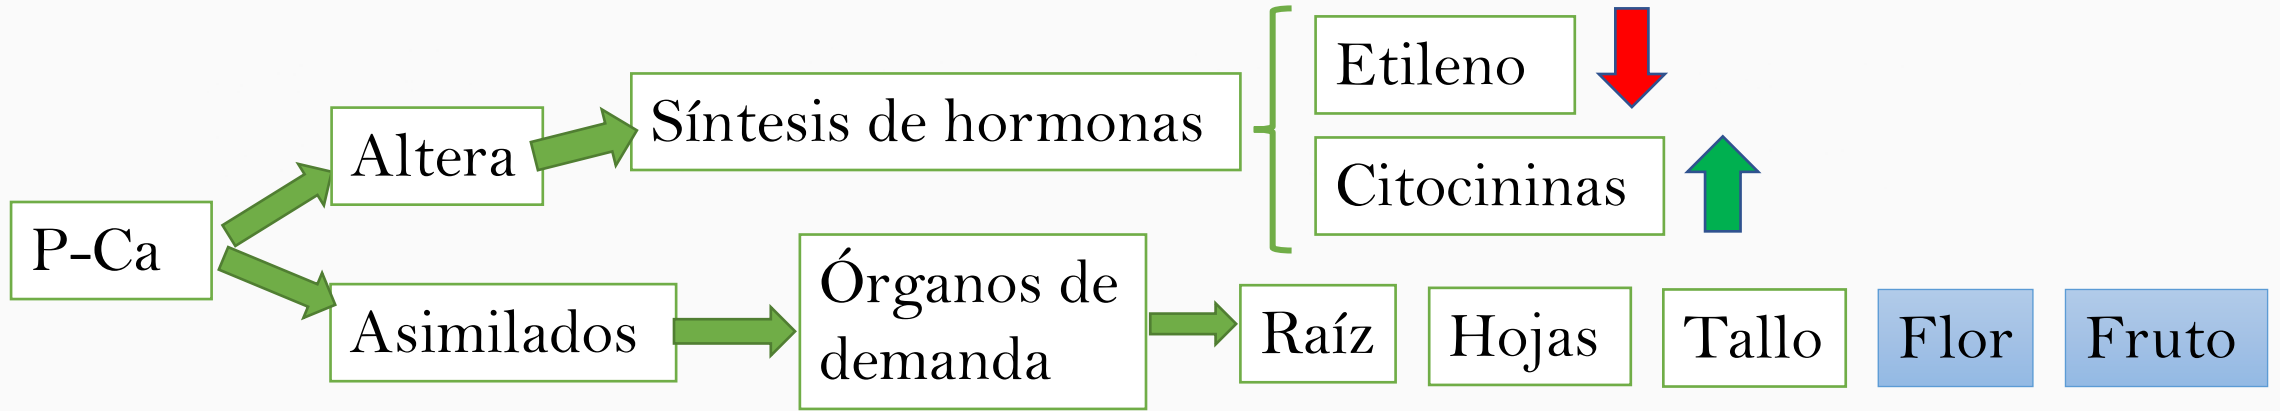 P-Ca
Altera
Síntesis de hormonas
Etileno
Citocininas
Asimilados
Órganos de
demanda
Raíz
Hojas
Tallo
Flor
Fruto